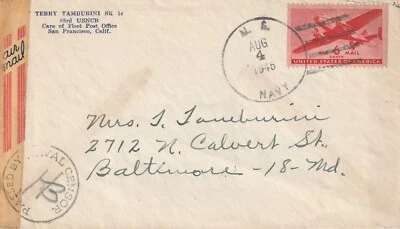 TERRY TAMBURINI SK 1c
83rd USNCB
Care of Fleet Post Office
San Francisco, Calif.
air
mail
U. S.
AUG
4
1945
NAVY
6
CENTS
MAIL
UNITED STATES OF AMERICA
Mrs. T. Tamburini
2712 N. Calvert St.
Baltimore -18- Md.
PASSED BY NAVAL CENSOR